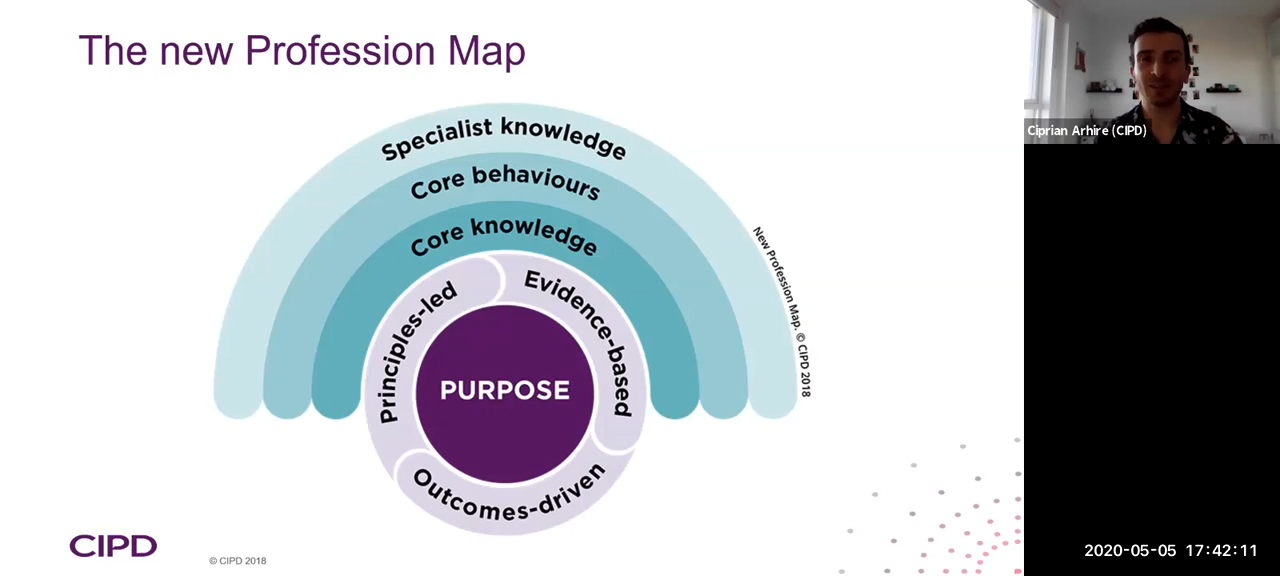 The new Profession Map
Specialist knowledge
Core behaviours
Core knowledge
Principles-led
Evidence-based
PURPOSE
Outcomes-driven
New Profession Map. © CIPD 2018
CIPD
© CIPD 2018
Ciprian Arhire (CIPD)
2020-05-05 17:42:11